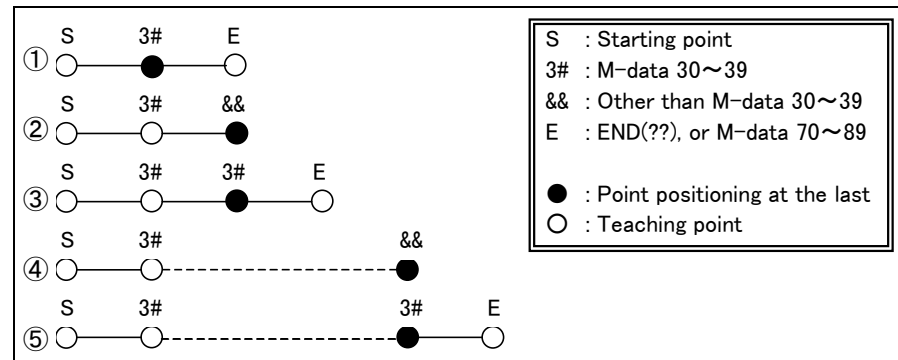 S 3# E
①
S 3# &&
②
S 3# 3# E
③
S 3# &&
④
S 3# 3# E
⑤
S : Starting point
3# : M-data 30～39
&& : Other than M-data 30～39
E : END(??), or M-data 70～89
● : Point positioning at the last
○ : Teaching point